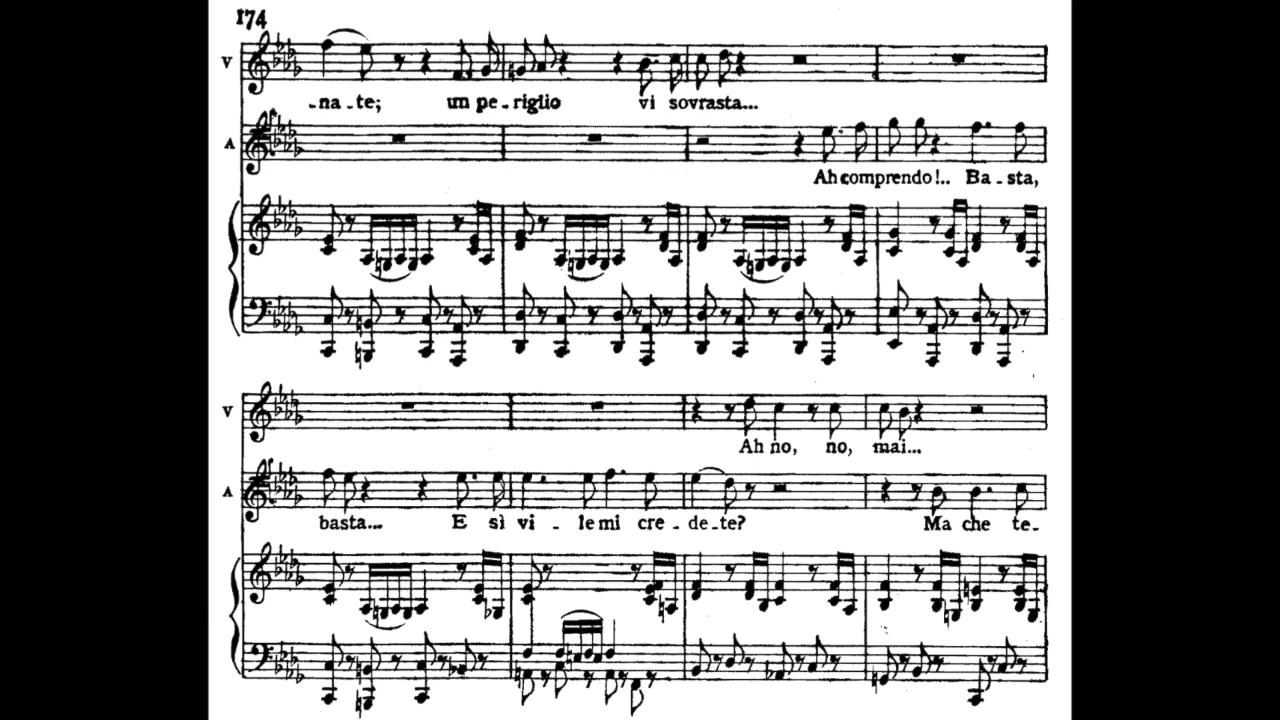 174
V
-na-te; un pe-riglio vi sovrasta...
A
Ah comprendo!.. Ba-sta,
V
Ah no, no, mai...
A
basta... E sì vi-le mi cre-de-te? Ma che te-